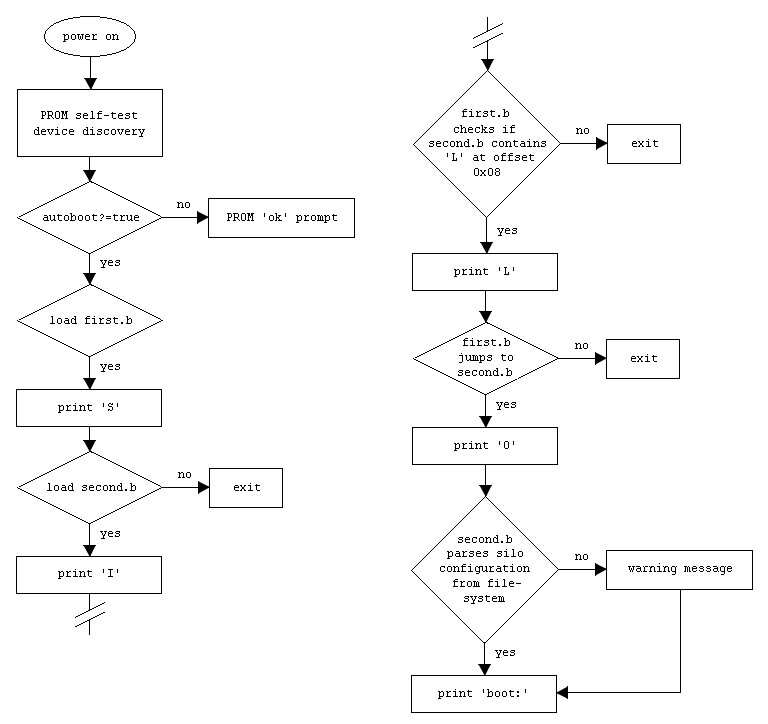 power on
PROM self-test
device discovery
autoboot?=true
no
PROM 'ok' prompt
yes
load first.b
yes
print 'S'
load second.b
no
exit
yes
print 'I'
first.b
checks if
second.b contains
'L' at offset
0x08
no
exit
yes
print 'L'
first.b
jumps to
second.b
no
exit
yes
print 'O'
second.b
parses silo
configuration
from file-
system
no
warning message
yes
print 'boot:'